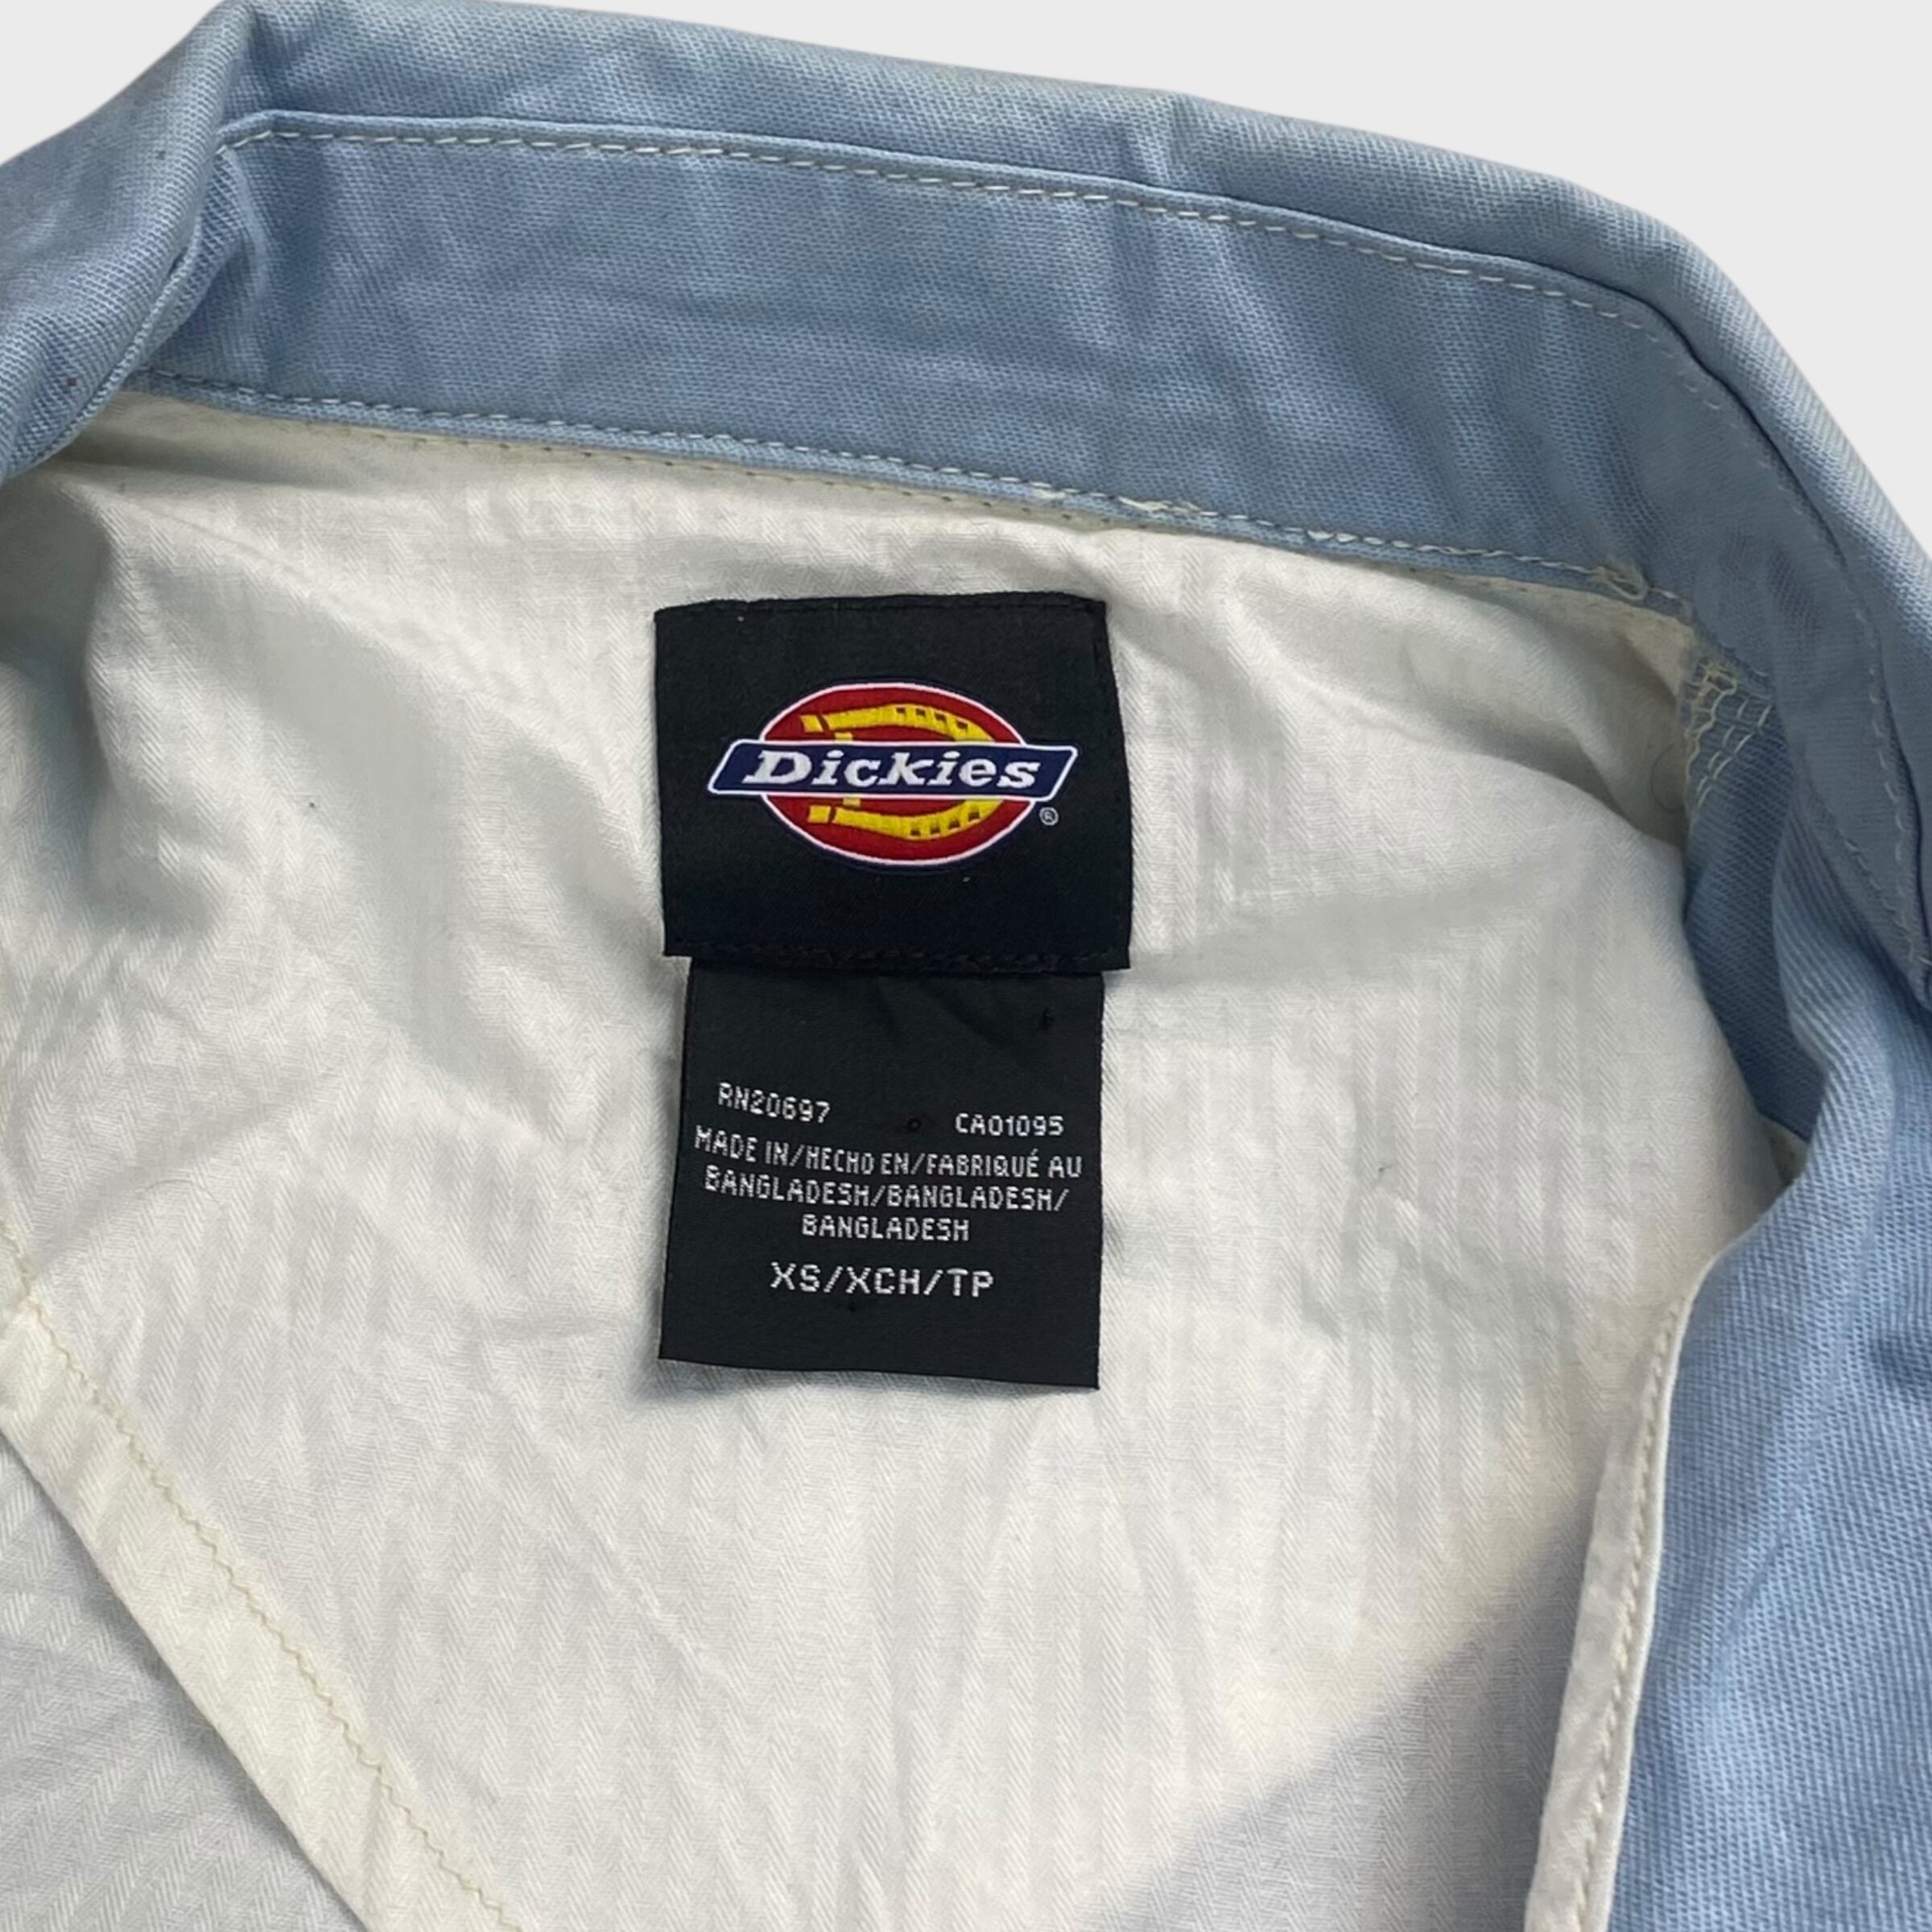 Dickies
®
RN20697 CA01095
MADE IN/HECHO EN/FABRIQUÉ AU
BANGLADESH/BANGLADESH/
BANGLADESH
XS/XCH/TP